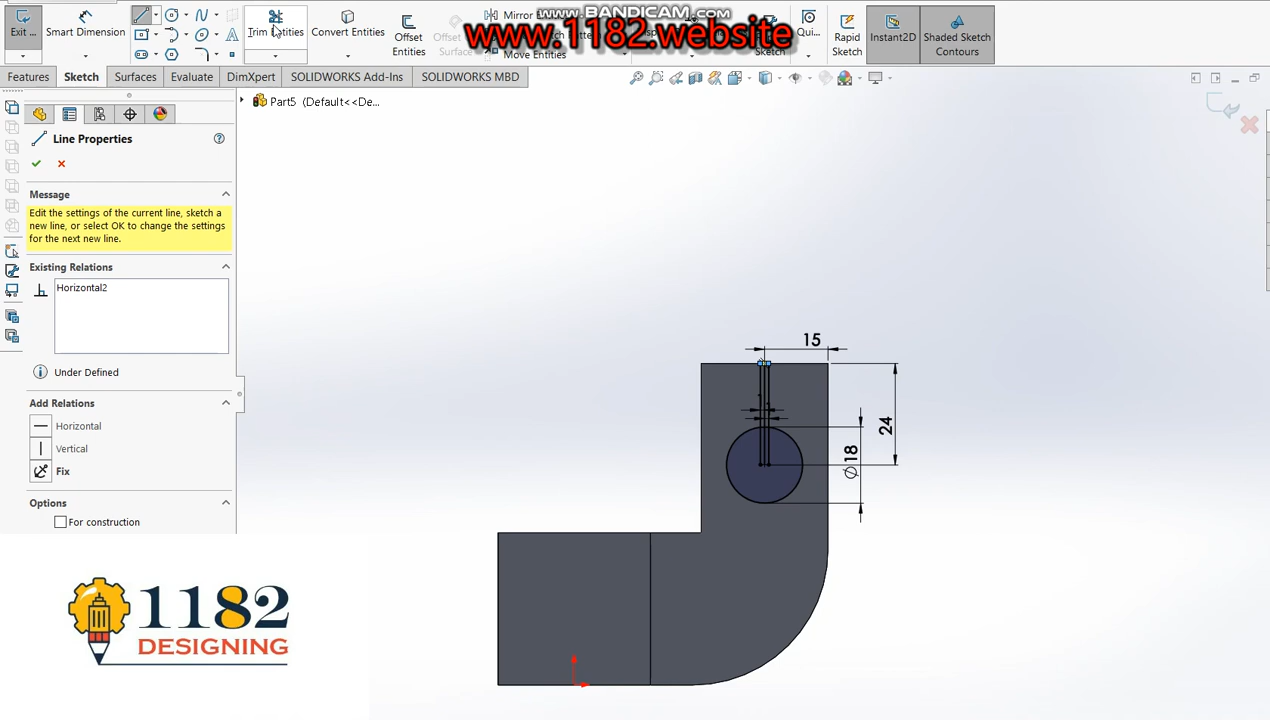 Mirror
www.BANDICAM.com
www.1182.website
Exit ...
Smart Dimension
Trim Entities
Convert Entities
Offset Entities
Move Entities
Qui...
Rapid Sketch
Instant2D
Shaded Sketch Contours
Features
Sketch
Surfaces
Evaluate
DimXpert
SOLIDWORKS Add-Ins
SOLIDWORKS MBD
Part5 (Default<<De...
Line Properties
Message
Edit the settings of the current line, sketch a
new line, or select OK to change the settings
for the next new line.
Existing Relations
Horizontal2
Under Defined
Add Relations
Horizontal
Vertical
Fix
Options
For construction
15
24
∅18
1182
DESIGNING